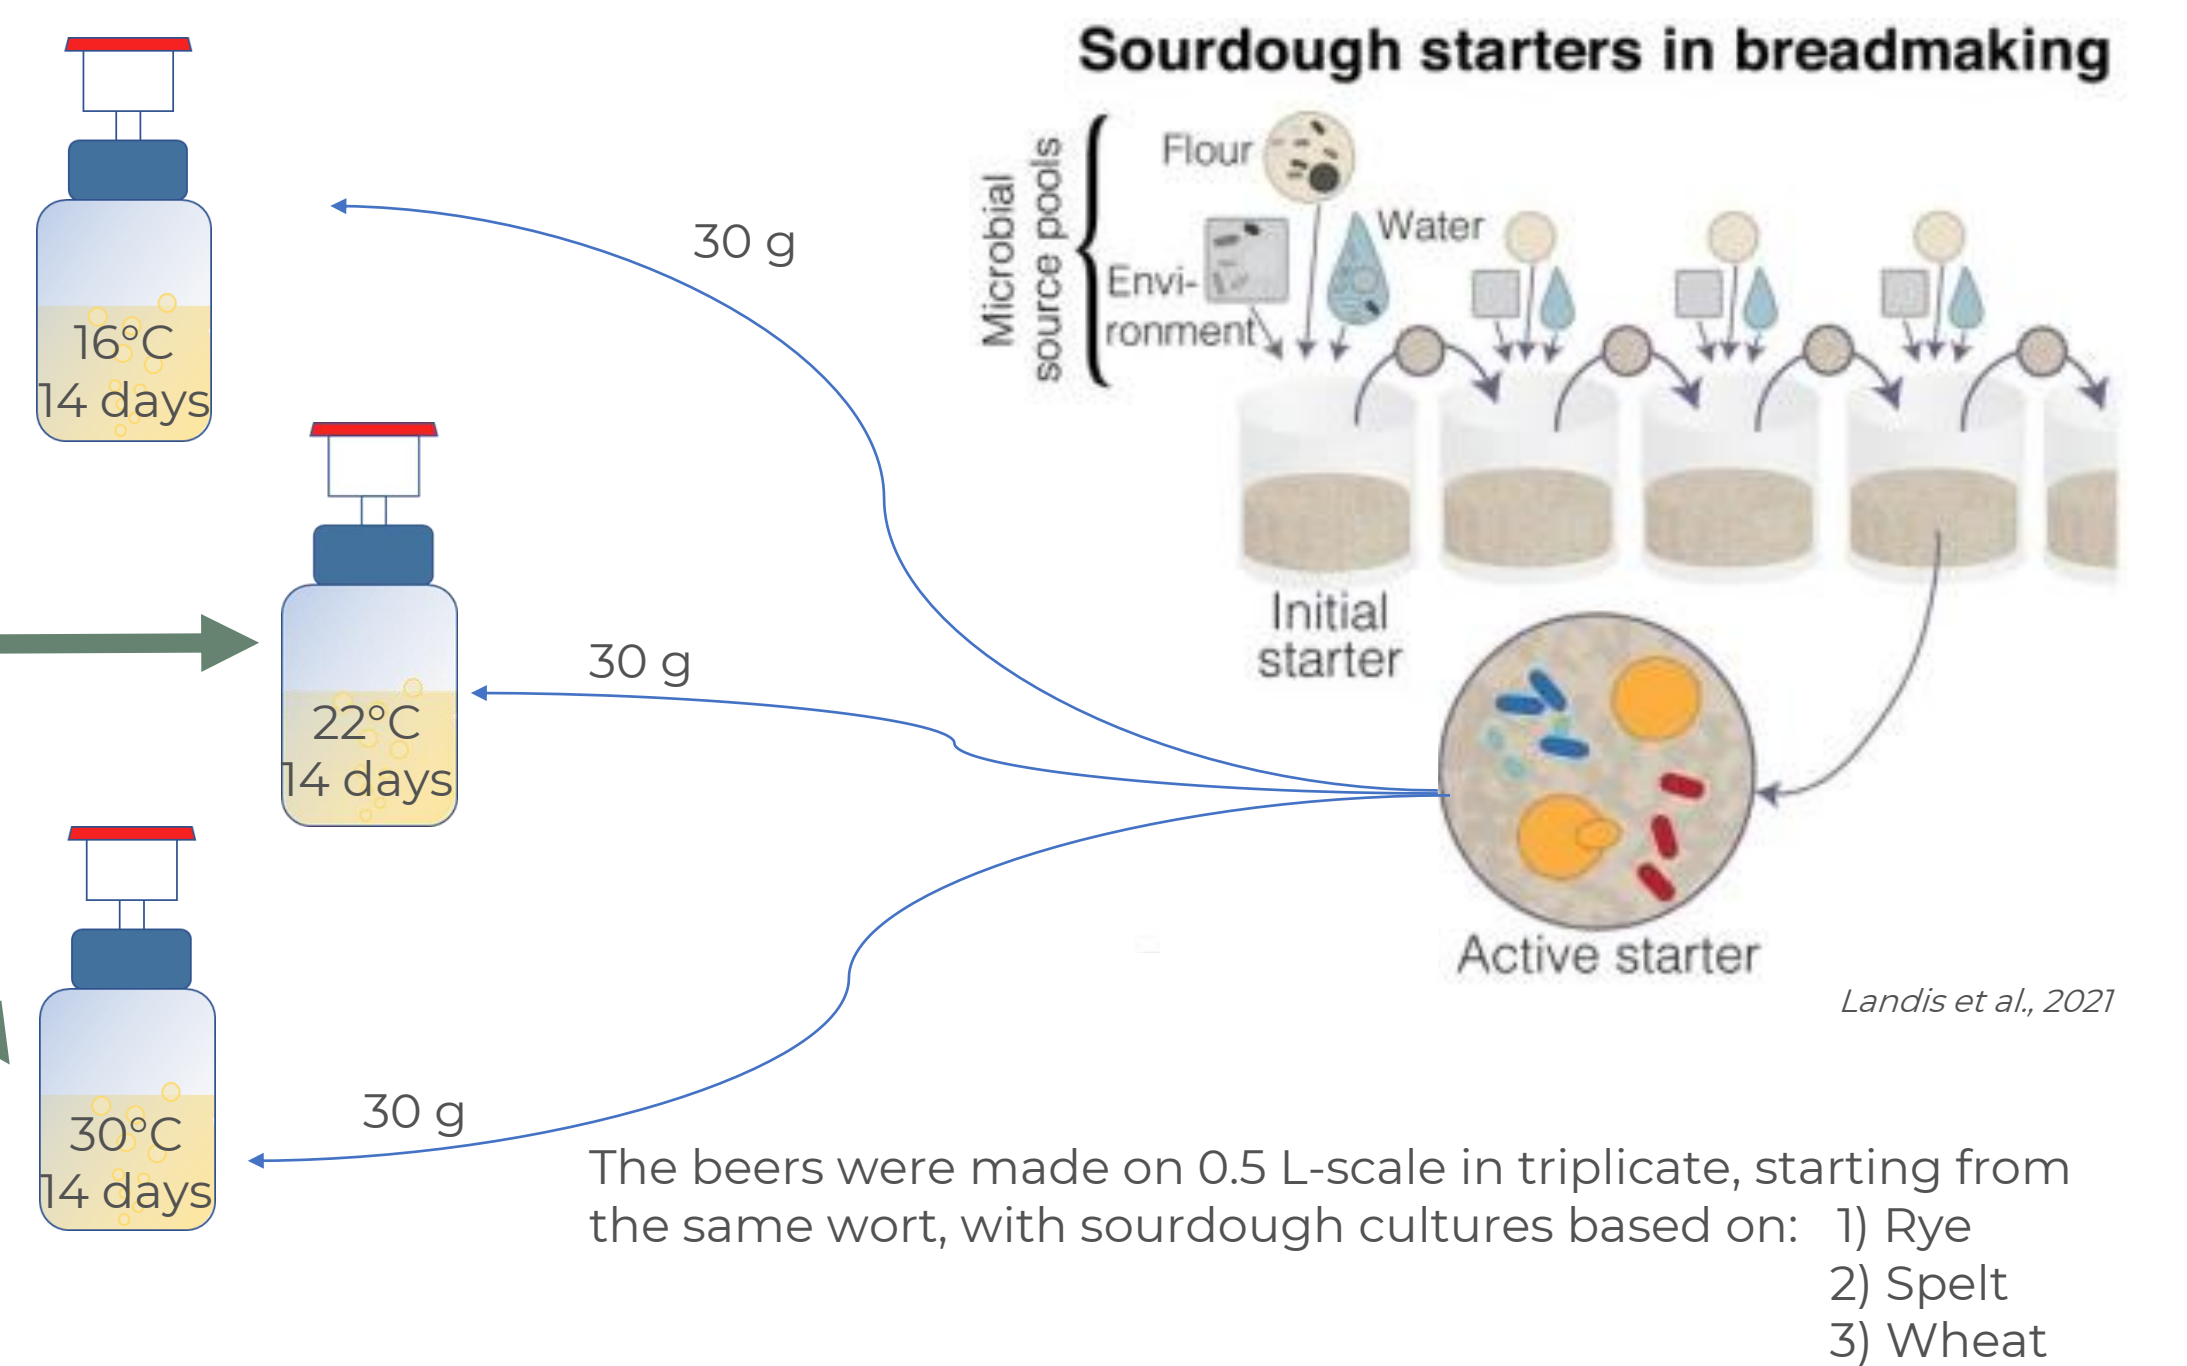 Sourdough starters in breadmaking
Microbial
source pools
Flour
Water
Envi-
ronment
Initial
starter
Active starter
Landis et al., 2021
30 g
30 g
30 g
16°C
14 days
22°C
14 days
30°C
14 days
The beers were made on 0.5 L-scale in triplicate, starting from
the same wort, with sourdough cultures based on: 1) Rye
2) Spelt
3) Wheat